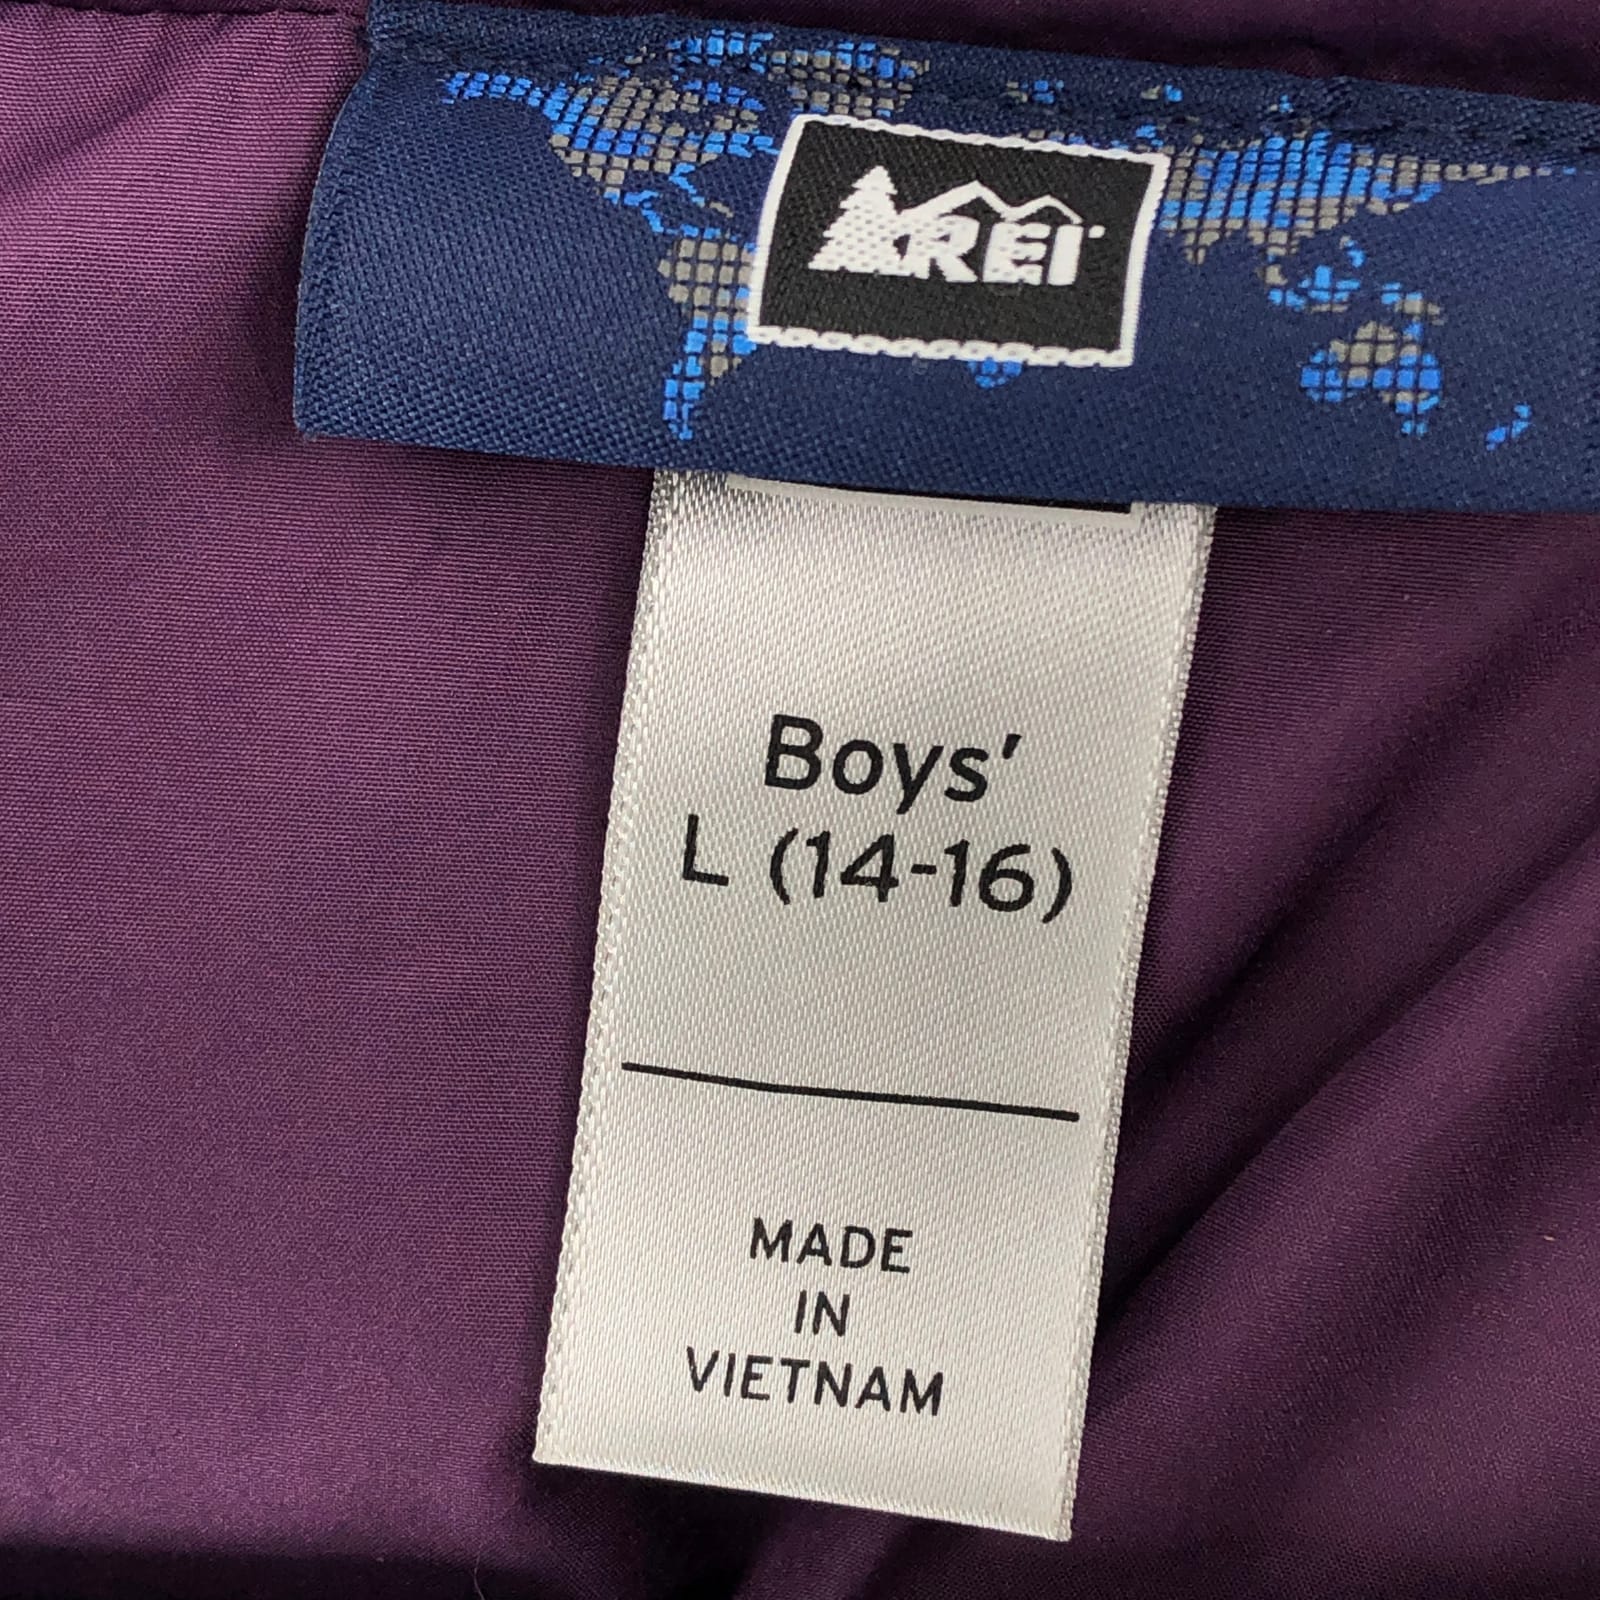 REI
Boys'
L (14-16)
MADE
IN
VIETNAM